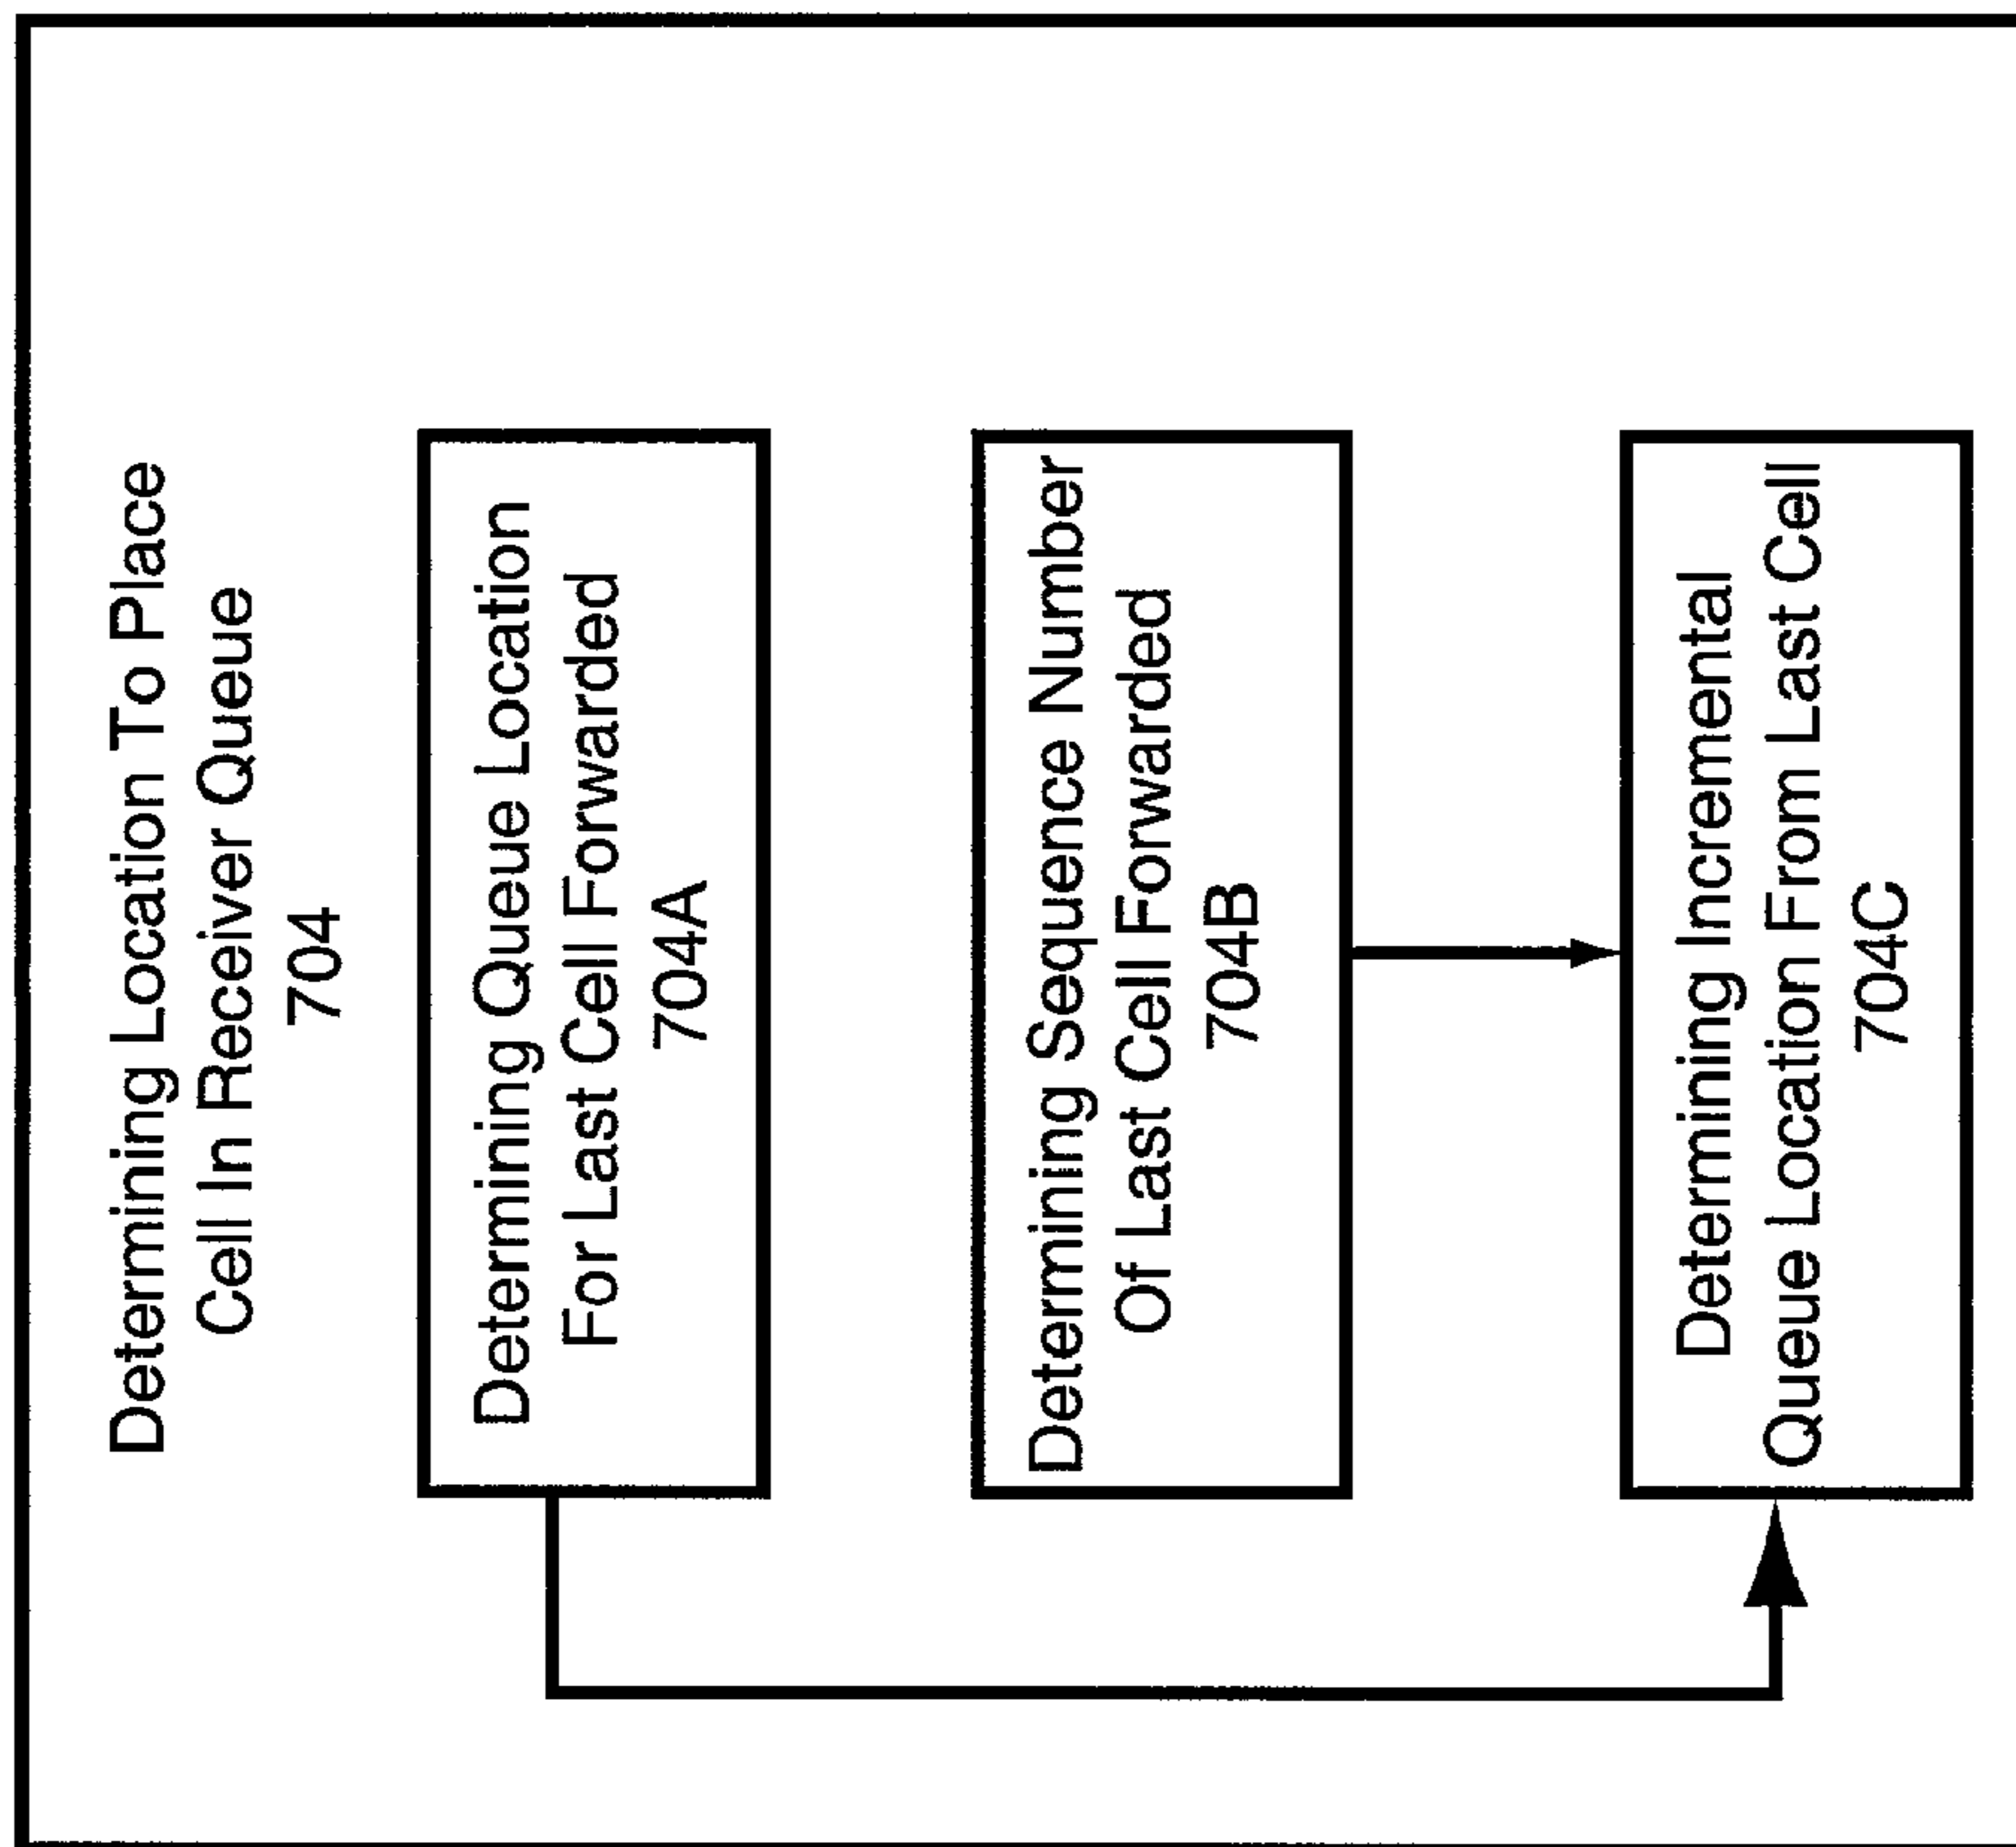 Determining Location To Place
Cell In Receiver Queue
704
Determining Queue Location
For Last Cell Forwarded
704A
Determining Sequence Number
Of Last Cell Forwarded
704B
Determining Incremental
Queue Location From Last Cell
704C